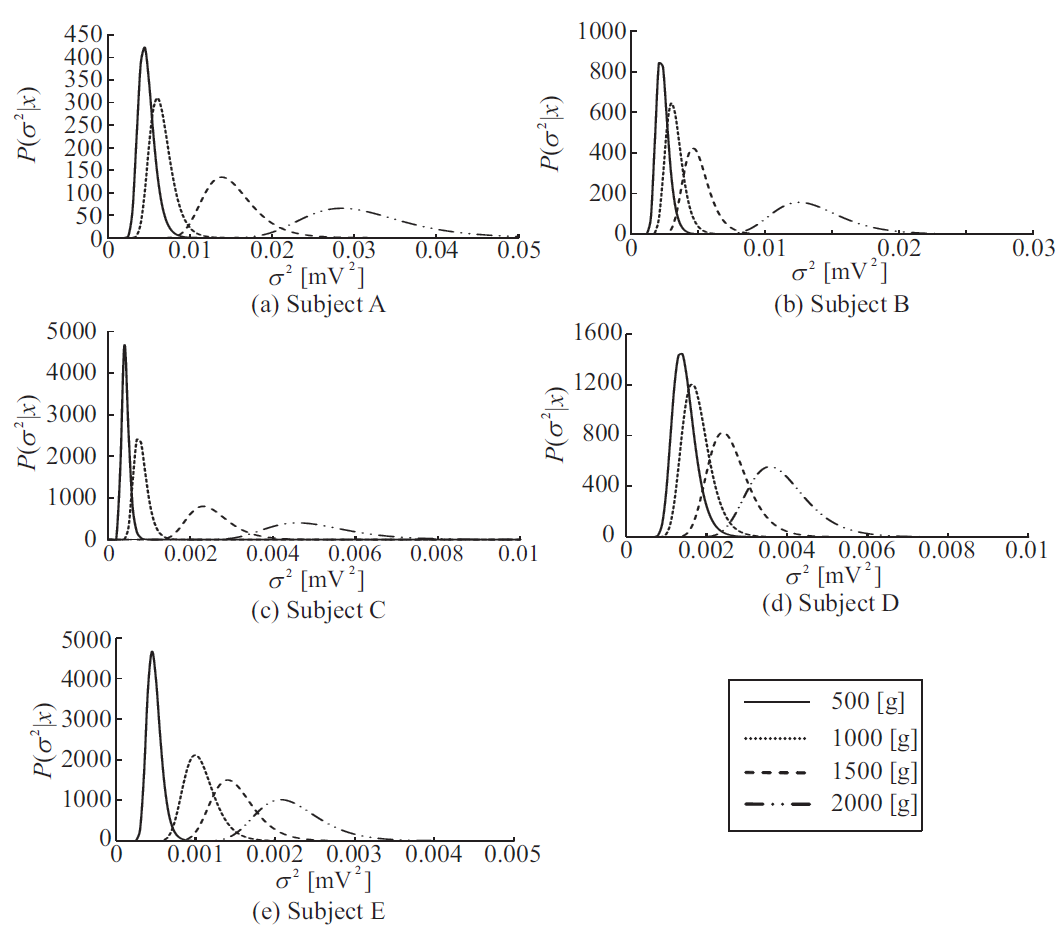 450
400
350
300
250
200
150
100
50
0
P(σ²|x)
0 0.01 0.02 0.03 0.04 0.05
σ² [mV²]
(a) Subject A
1000
800
600
400
200
0
P(σ²|x)
0 0.01 0.02 0.03
σ² [mV²]
(b) Subject B
5000
4000
3000
2000
1000
0
P(σ²|x)
0 0.002 0.004 0.006 0.008 0.01
σ² [mV²]
(c) Subject C
1600
1200
800
400
0
P(σ²|x)
0 0.002 0.004 0.006 0.008 0.01
σ² [mV²]
(d) Subject D
5000
4000
3000
2000
1000
0
P(σ²|x)
0 0.001 0.002 0.003 0.004 0.005
σ² [mV²]
(e) Subject E
500 [g]
1000 [g]
1500 [g]
2000 [g]